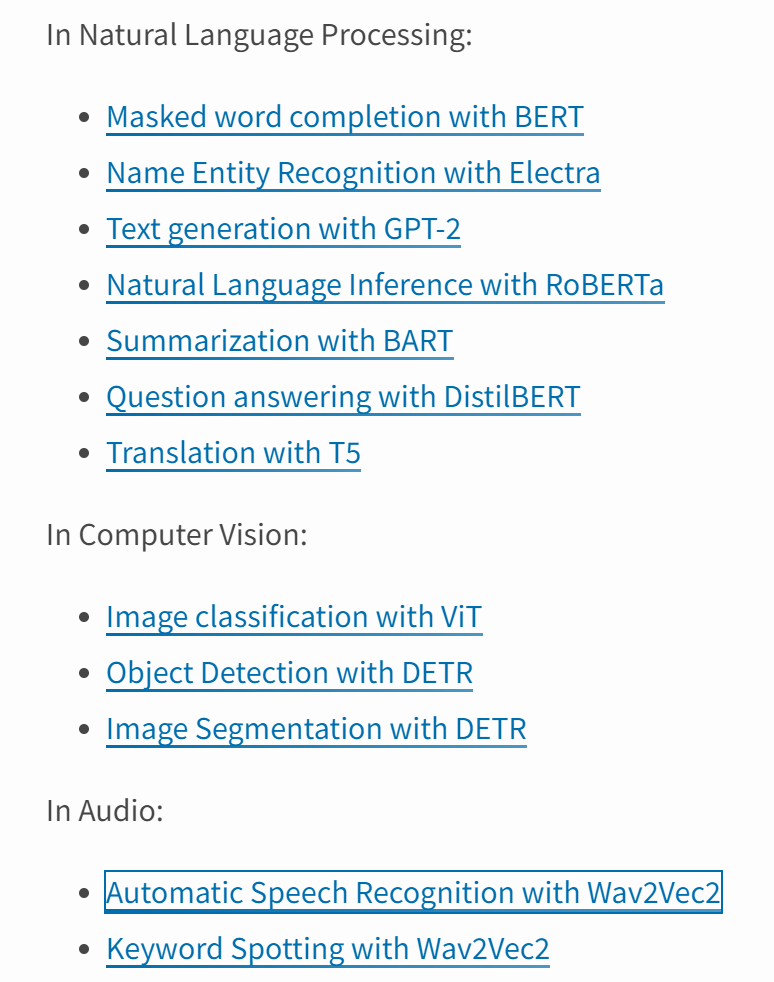 In Natural Language Processing:
Masked word completion with BERT
Name Entity Recognition with Electra
Text generation with GPT-2
Natural Language Inference with RoBERTa
Summarization with BART
Question answering with DistilBERT
Translation with T5
In Computer Vision:
Image classification with ViT
Object Detection with DETR
Image Segmentation with DETR
In Audio:
Automatic Speech Recognition with Wav2Vec2
Keyword Spotting with Wav2Vec2